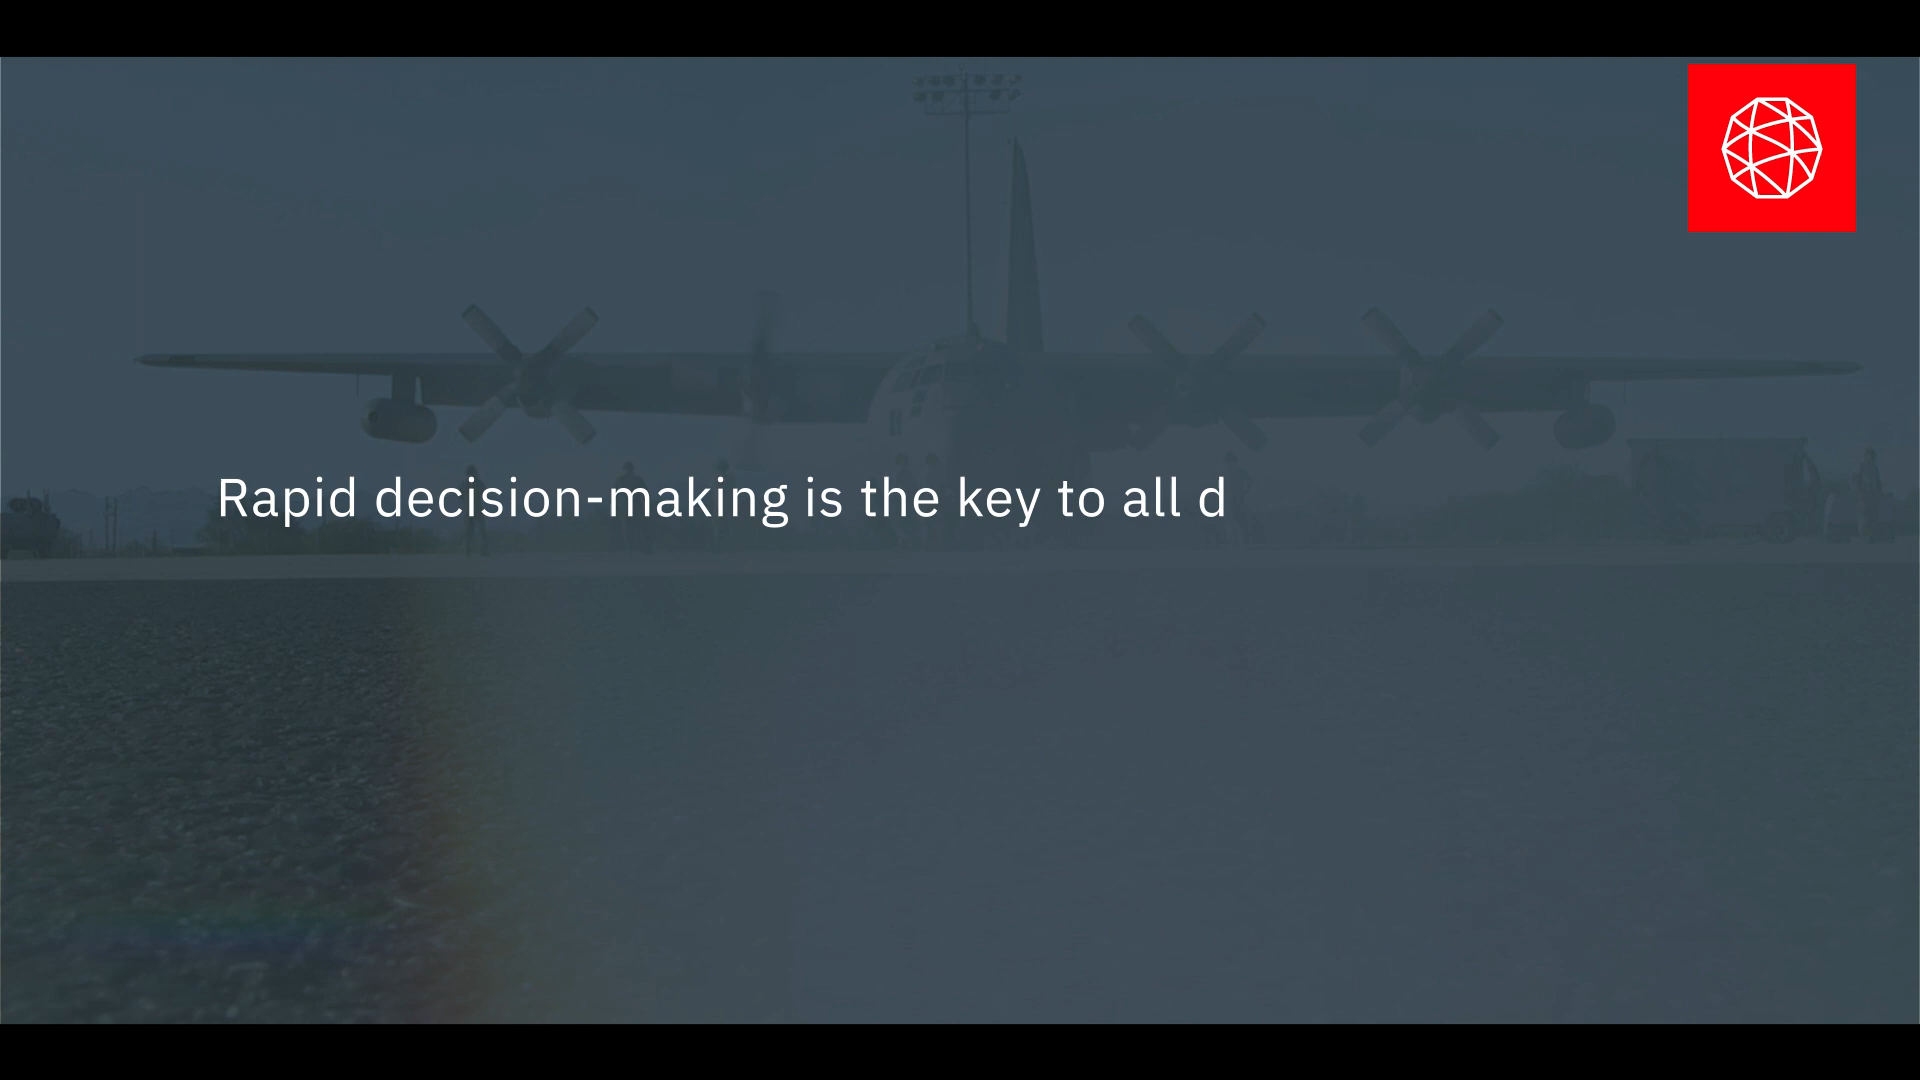 Rapid decision-making is the key to all d